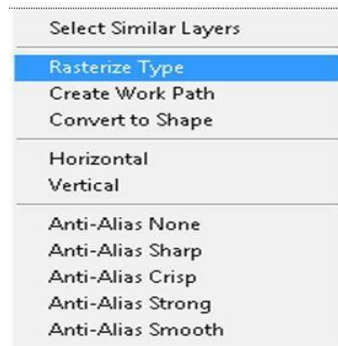 Select Similar Layers
Rasterize Type
Create Work Path
Convert to Shape
Horizontal
Vertical
Anti-Alias None
Anti-Alias Sharp
Anti-Alias Crisp
Anti-Alias Strong
Anti-Alias Smooth